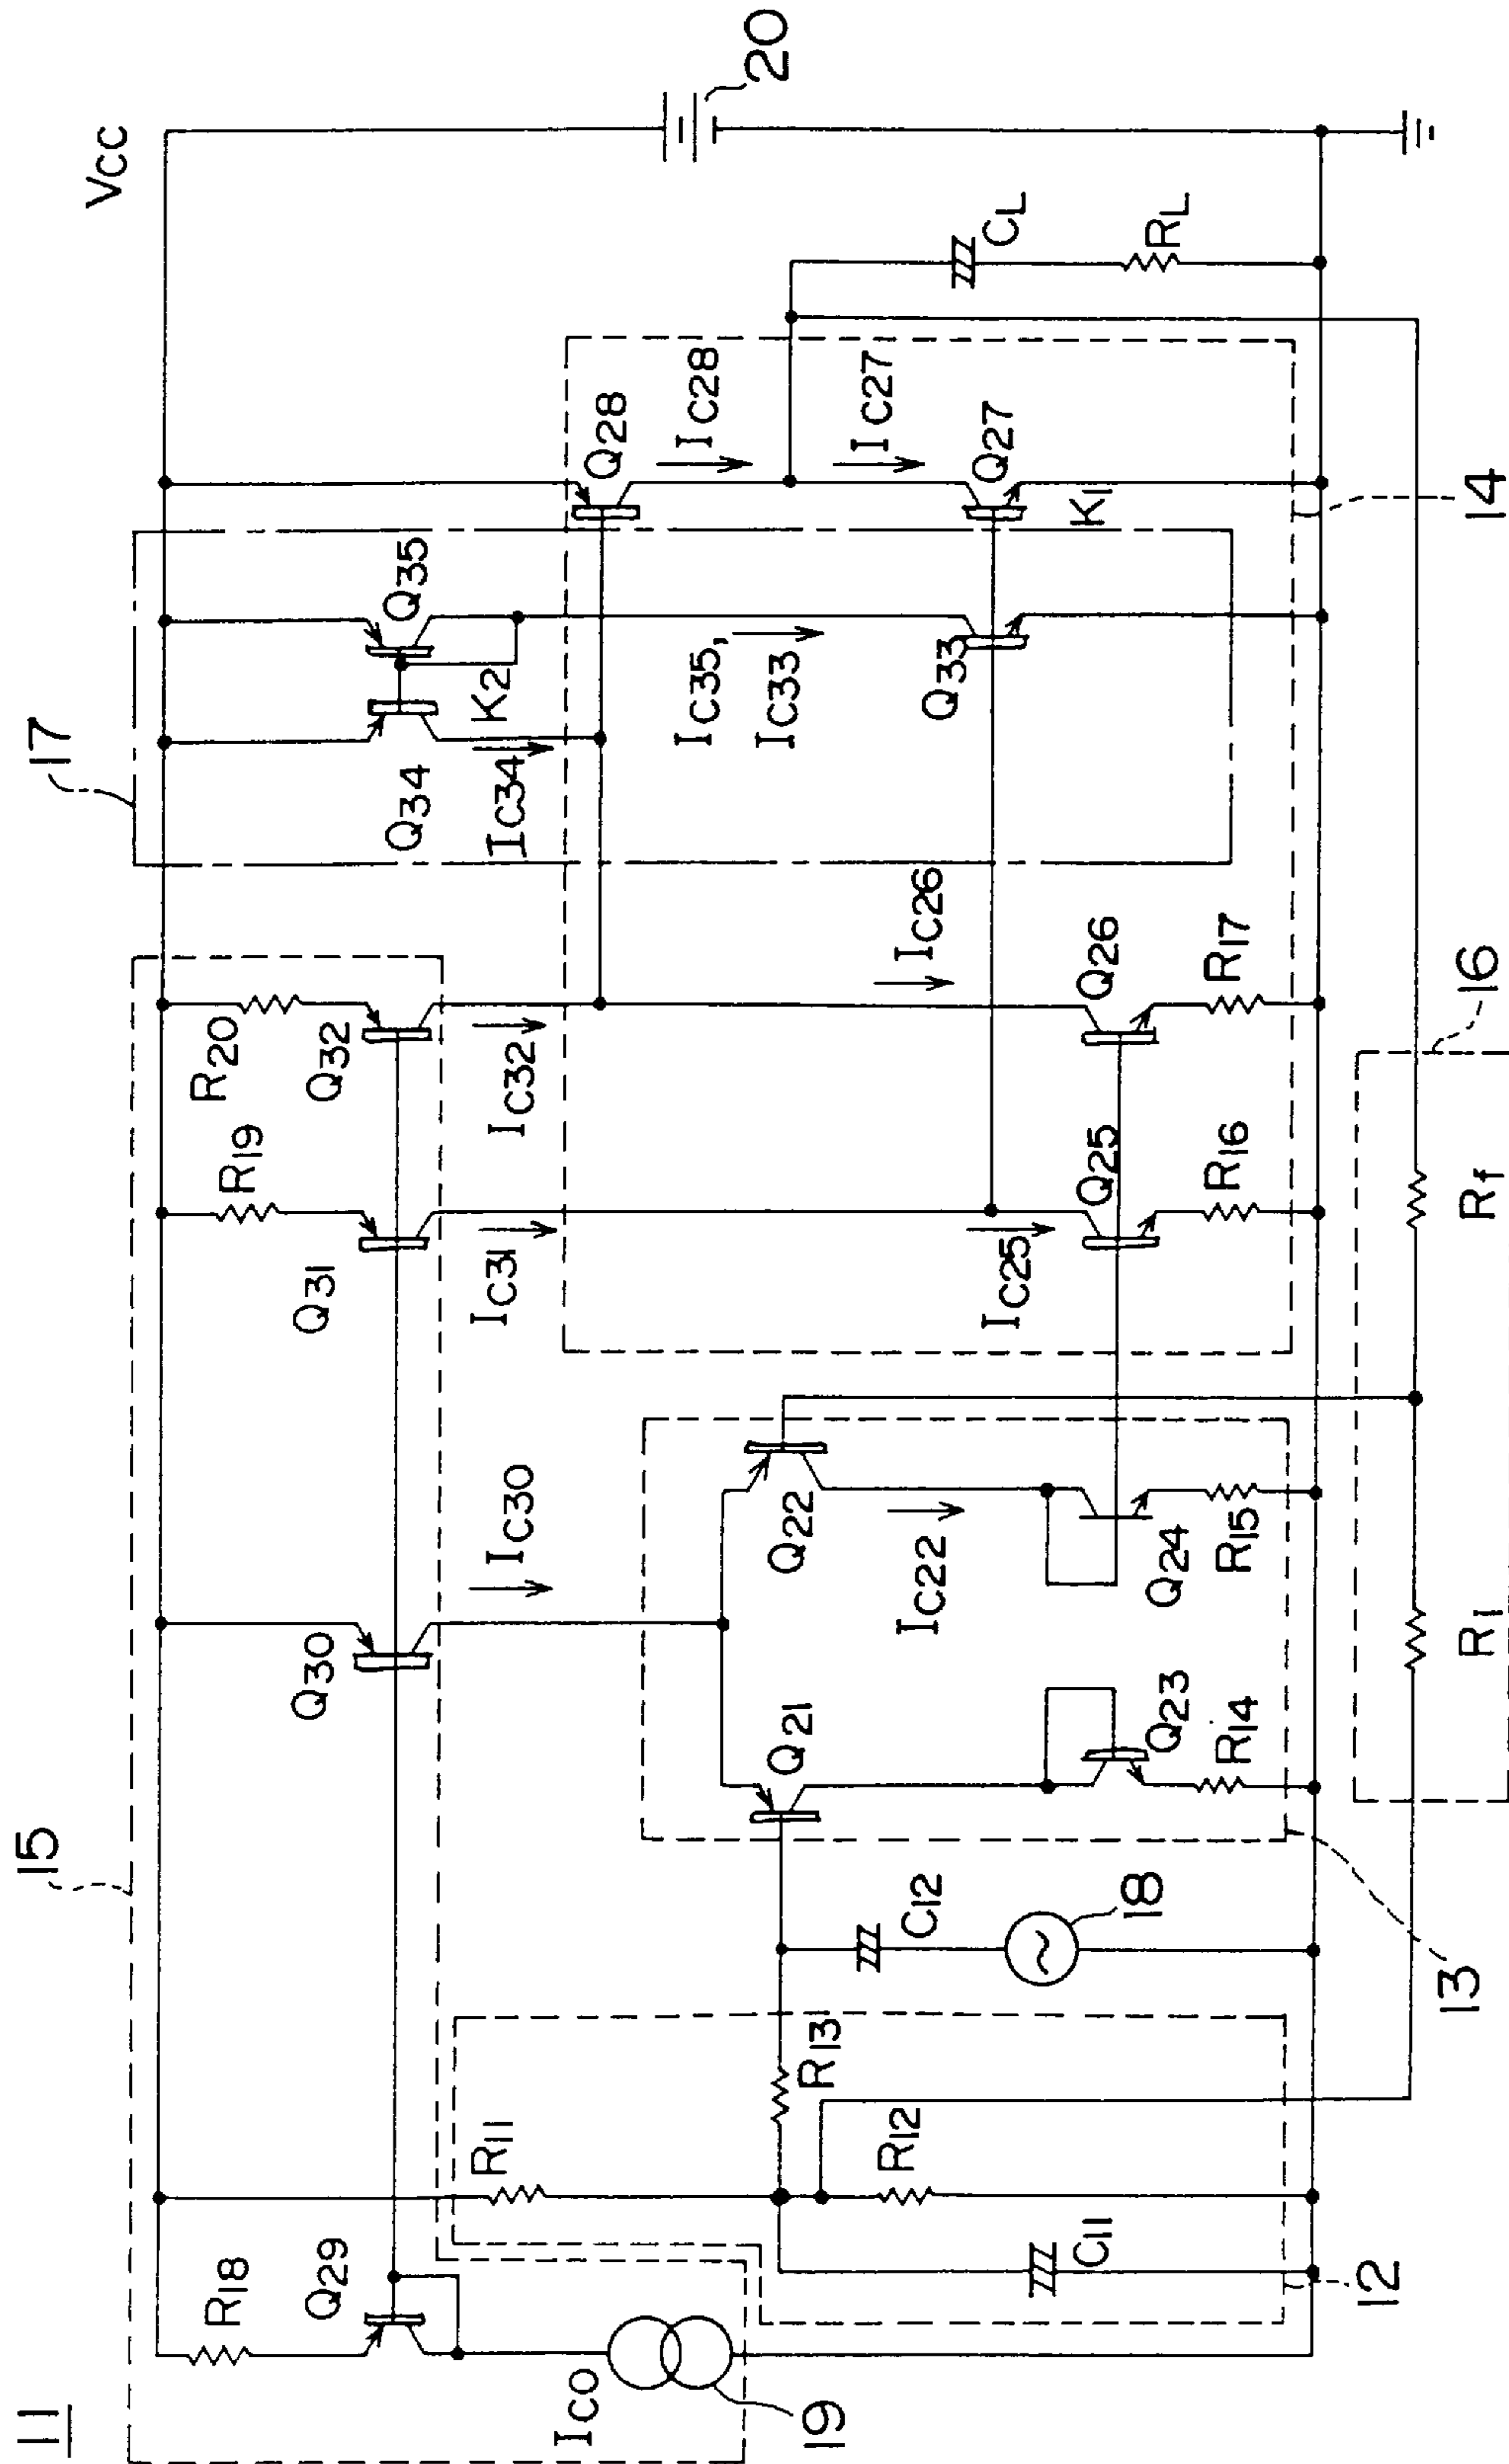 11
15
17
VCC
R18
Q29
IC0
19
Q30
IC30
R19
Q31
IC31
R20
Q32
IC32
Q34
K2
Q35
IC34
IC35,
IC33
Q28
IC28
IC27
Q27
K1
Q33
CL
RL
20
R11
R13
R12
C11
12
C12
18
Q21
Q22
IC22
Q23
R14
Q24
R15
13
IC26
IC25
Q25
R16
Q26
R17
14
16
Ri
Rf